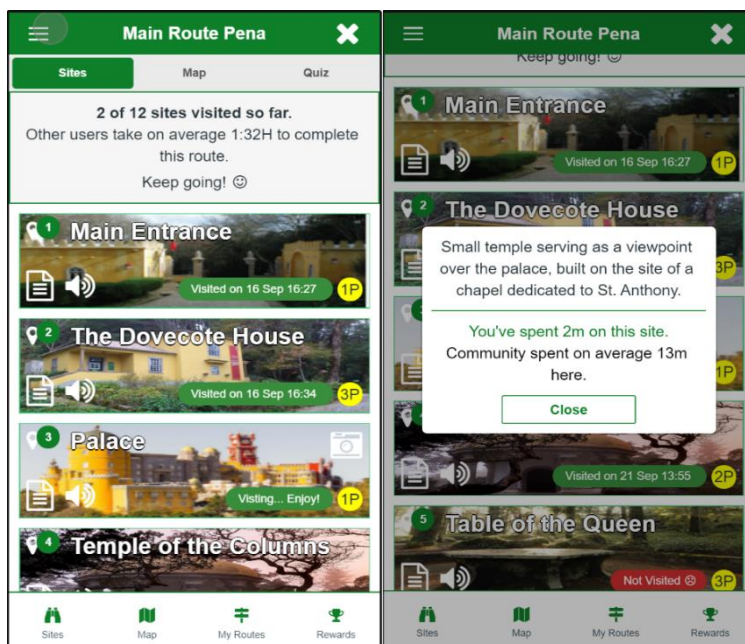 Main Route Pena
Sites Map Quiz
2 of 12 sites visited so far.
Other users take on average 1:32H to complete
this route.
Keep going! ☺
1 Main Entrance
Visited on 16 Sep 16:27 1P
2 The Dovecote House
Visited on 16 Sep 16:34 3P
3 Palace
Visting... Enjoy! 1P
4 Temple of the Columns
Sites Map My Routes Rewards
Main Route Pena
Keep going! ☺
1 Main Entrance
Visited on 16 Sep 16:27 1P
2 The Dovecote House
3P
Small temple serving as a viewpoint
over the palace, built on the site of a
chapel dedicated to St. Anthony.
You've spent 2m on this site.
Community spent on average 13m
here.
Close
1P
Visited on 21 Sep 13:55 2P
5 Table of the Queen
Not Visited ☹ 3P
Sites Map My Routes Rewards